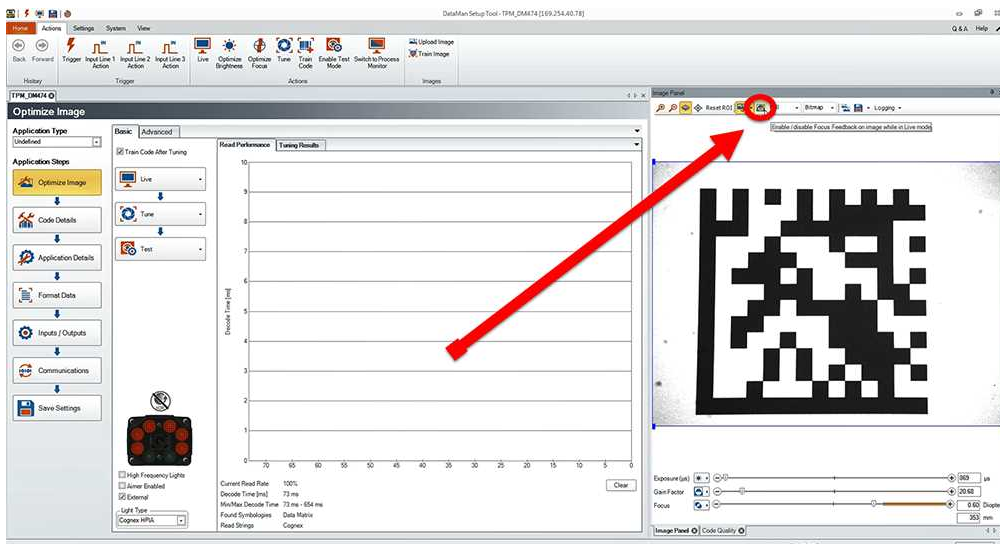 DataMan Setup Tool - TPM_DM474 [169.254.40.78]
Home Actions Settings System View
Q & A Help
Back Forward Trigger Input Line 1 Action Input Line 2 Action Input Line 3 Action Live Optimize Brightness Optimize Focus Tune Train Code Enable Test Mode Switch to Process Monitor Upload Image
Train Image
History Trigger Actions Images
TPM_DM474
Image Panel
Optimize Image
Reset ROI Bitmap Logging
Enable / disable Focus Feedback on image while in Live mode
Application Type
Undefined
Application Steps
Optimize Image
Code Details
Application Details
Format Data
Inputs / Outputs
Communications
Save Settings
Basic Advanced
Train Code After Tuning
Live
Tune
Test
High Frequency Lights
Aimer Enabled
External
Light Type
Cognex HPIA
Read Performance Tuning Results
Decode Time [ms]
10
9
8
7
6
5
4
3
2
1
0
70 65 60 55 50 45 40 35 30 25 20 15 10 5 0
Current Read Rate 100%
Clear
Decode Time [ms] 73 ms
Min/Max Decode Time 73 ms - 654 ms
Found Symbologies Data Matrix
Read Strings Cognex
Exposure (µs) 869 µs
Gain Factor 20.68
Focus 0.60 Diopte
353 mm
Image Panel Code Quality